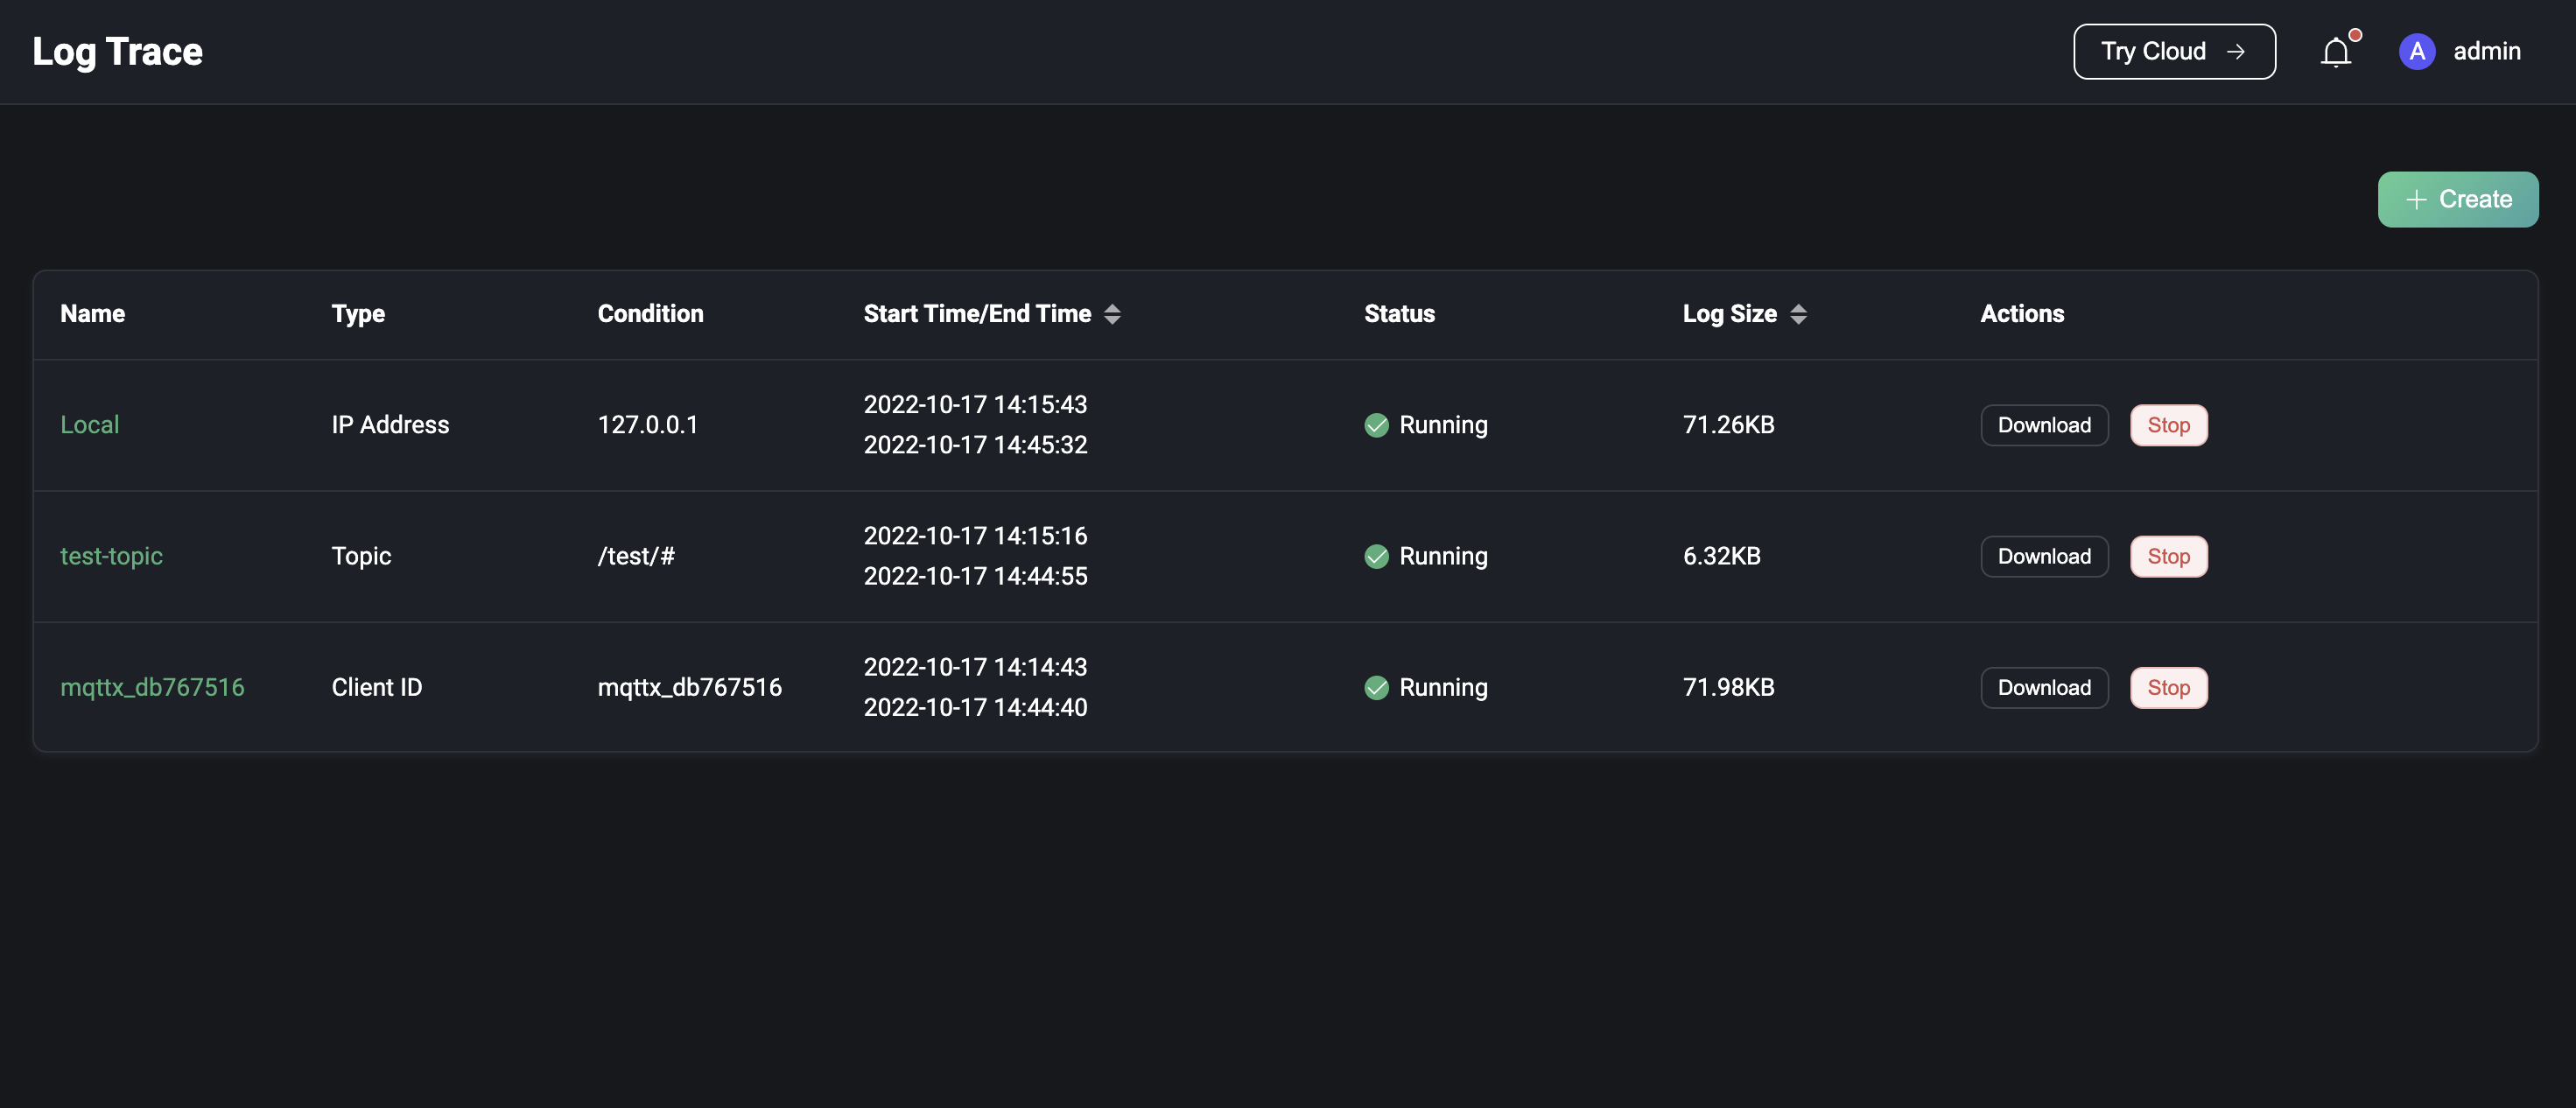 Log Trace
Try Cloud →
A admin
+ Create
Name Type Condition Start Time/End Time Status Log Size Actions
Local IP Address 127.0.0.1 2022-10-17 14:15:43 Running 71.26KB Download Stop
2022-10-17 14:45:32
test-topic Topic /test/# 2022-10-17 14:15:16 Running 6.32KB Download Stop
2022-10-17 14:44:55
mqttx_db767516 Client ID mqttx_db767516 2022-10-17 14:14:43 Running 71.98KB Download Stop
2022-10-17 14:44:40